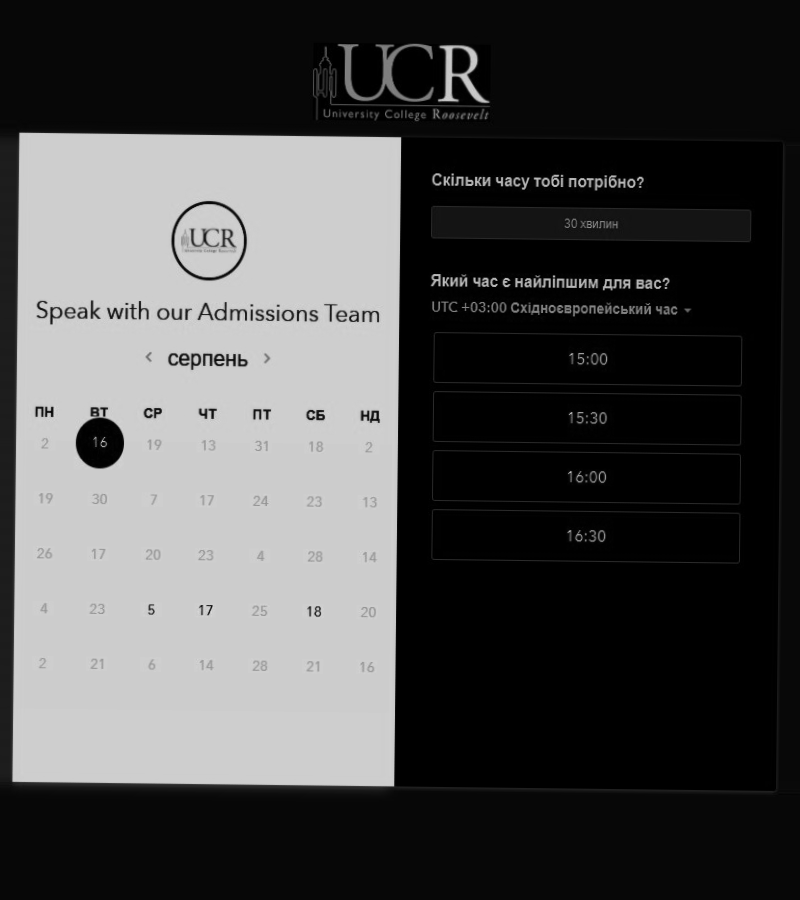 UCR
University College Roosevelt
UCR
Speak with our Admissions Team
серпень
ПН ВТ СР ЧТ ПТ СБ НД
2 16 19 13 31 18 2
19 30 7 17 24 23 13
26 17 20 23 4 28 14
4 23 5 17 25 18 20
2 21 6 14 28 21 16
Скільки часу тобі потрібно?
30 хвилин
Який час є найліпшим для вас?
UTC +03:00 Східноєвропейський час
15:00
15:30
16:00
16:30